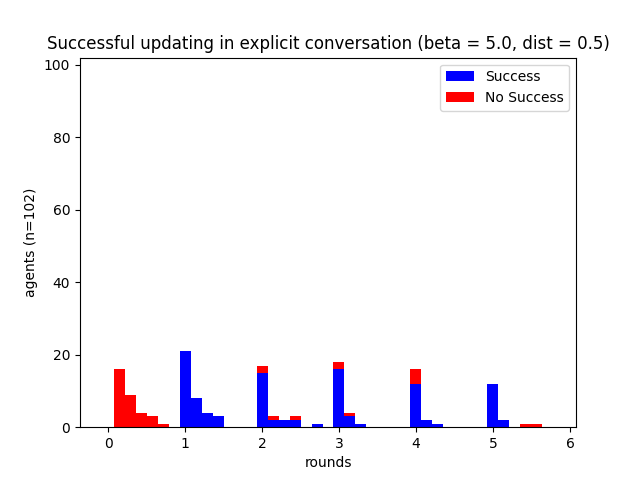 Successful updating in explicit conversation (beta = 5.0, dist = 0.5)
Success
No Success
100
80
60
40
20
0
agents (n=102)
0 1 2 3 4 5 6
rounds